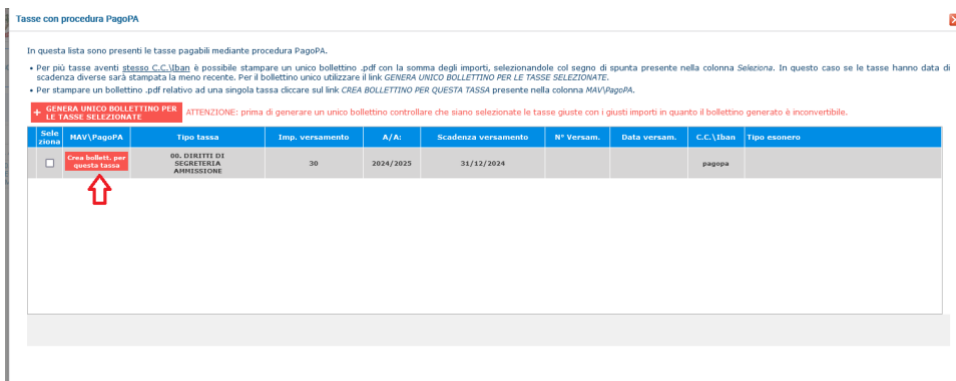 Tasse con procedura PagoPA
In questa lista sono presenti le tasse pagabili mediante procedura PagoPA.
• Per più tasse aventi stesso C.C.\Iban è possibile stampare un unico bollettino .pdf con la somma degli importi, selezionandole col segno di spunta presente nella colonna Seleziona. In questo caso se le tasse hanno data di
scadenza diverse sarà stampata la meno recente. Per il bollettino unico utilizzare il link GENERA UNICO BOLLETTINO PER LE TASSE SELEZIONATE.
• Per stampare un bollettino .pdf relativo ad una singola tassa cliccare sul link CREA BOLLETTINO PER QUESTA TASSA presente nella colonna MAV\PagoPA.
+ GENERA UNICO BOLLETTINO PER
LE TASSE SELEZIONATE
ATTENZIONE: prima di generare un unico bollettino controllare che siano selezionate le tasse giuste con i giusti importi in quanto il bollettino generato è inconvertibile.
Sele
ziona MAV\PagoPA Tipo tassa Imp. versamento A/A: Scadenza versamento N° Versam. Data versam. C.C.\Iban Tipo esonero
Crea bollett. per
questa tassa
00. DIRITTI DI
SEGRETERIA
AMMISSIONE
30 2024/2025 31/12/2024 pagopa